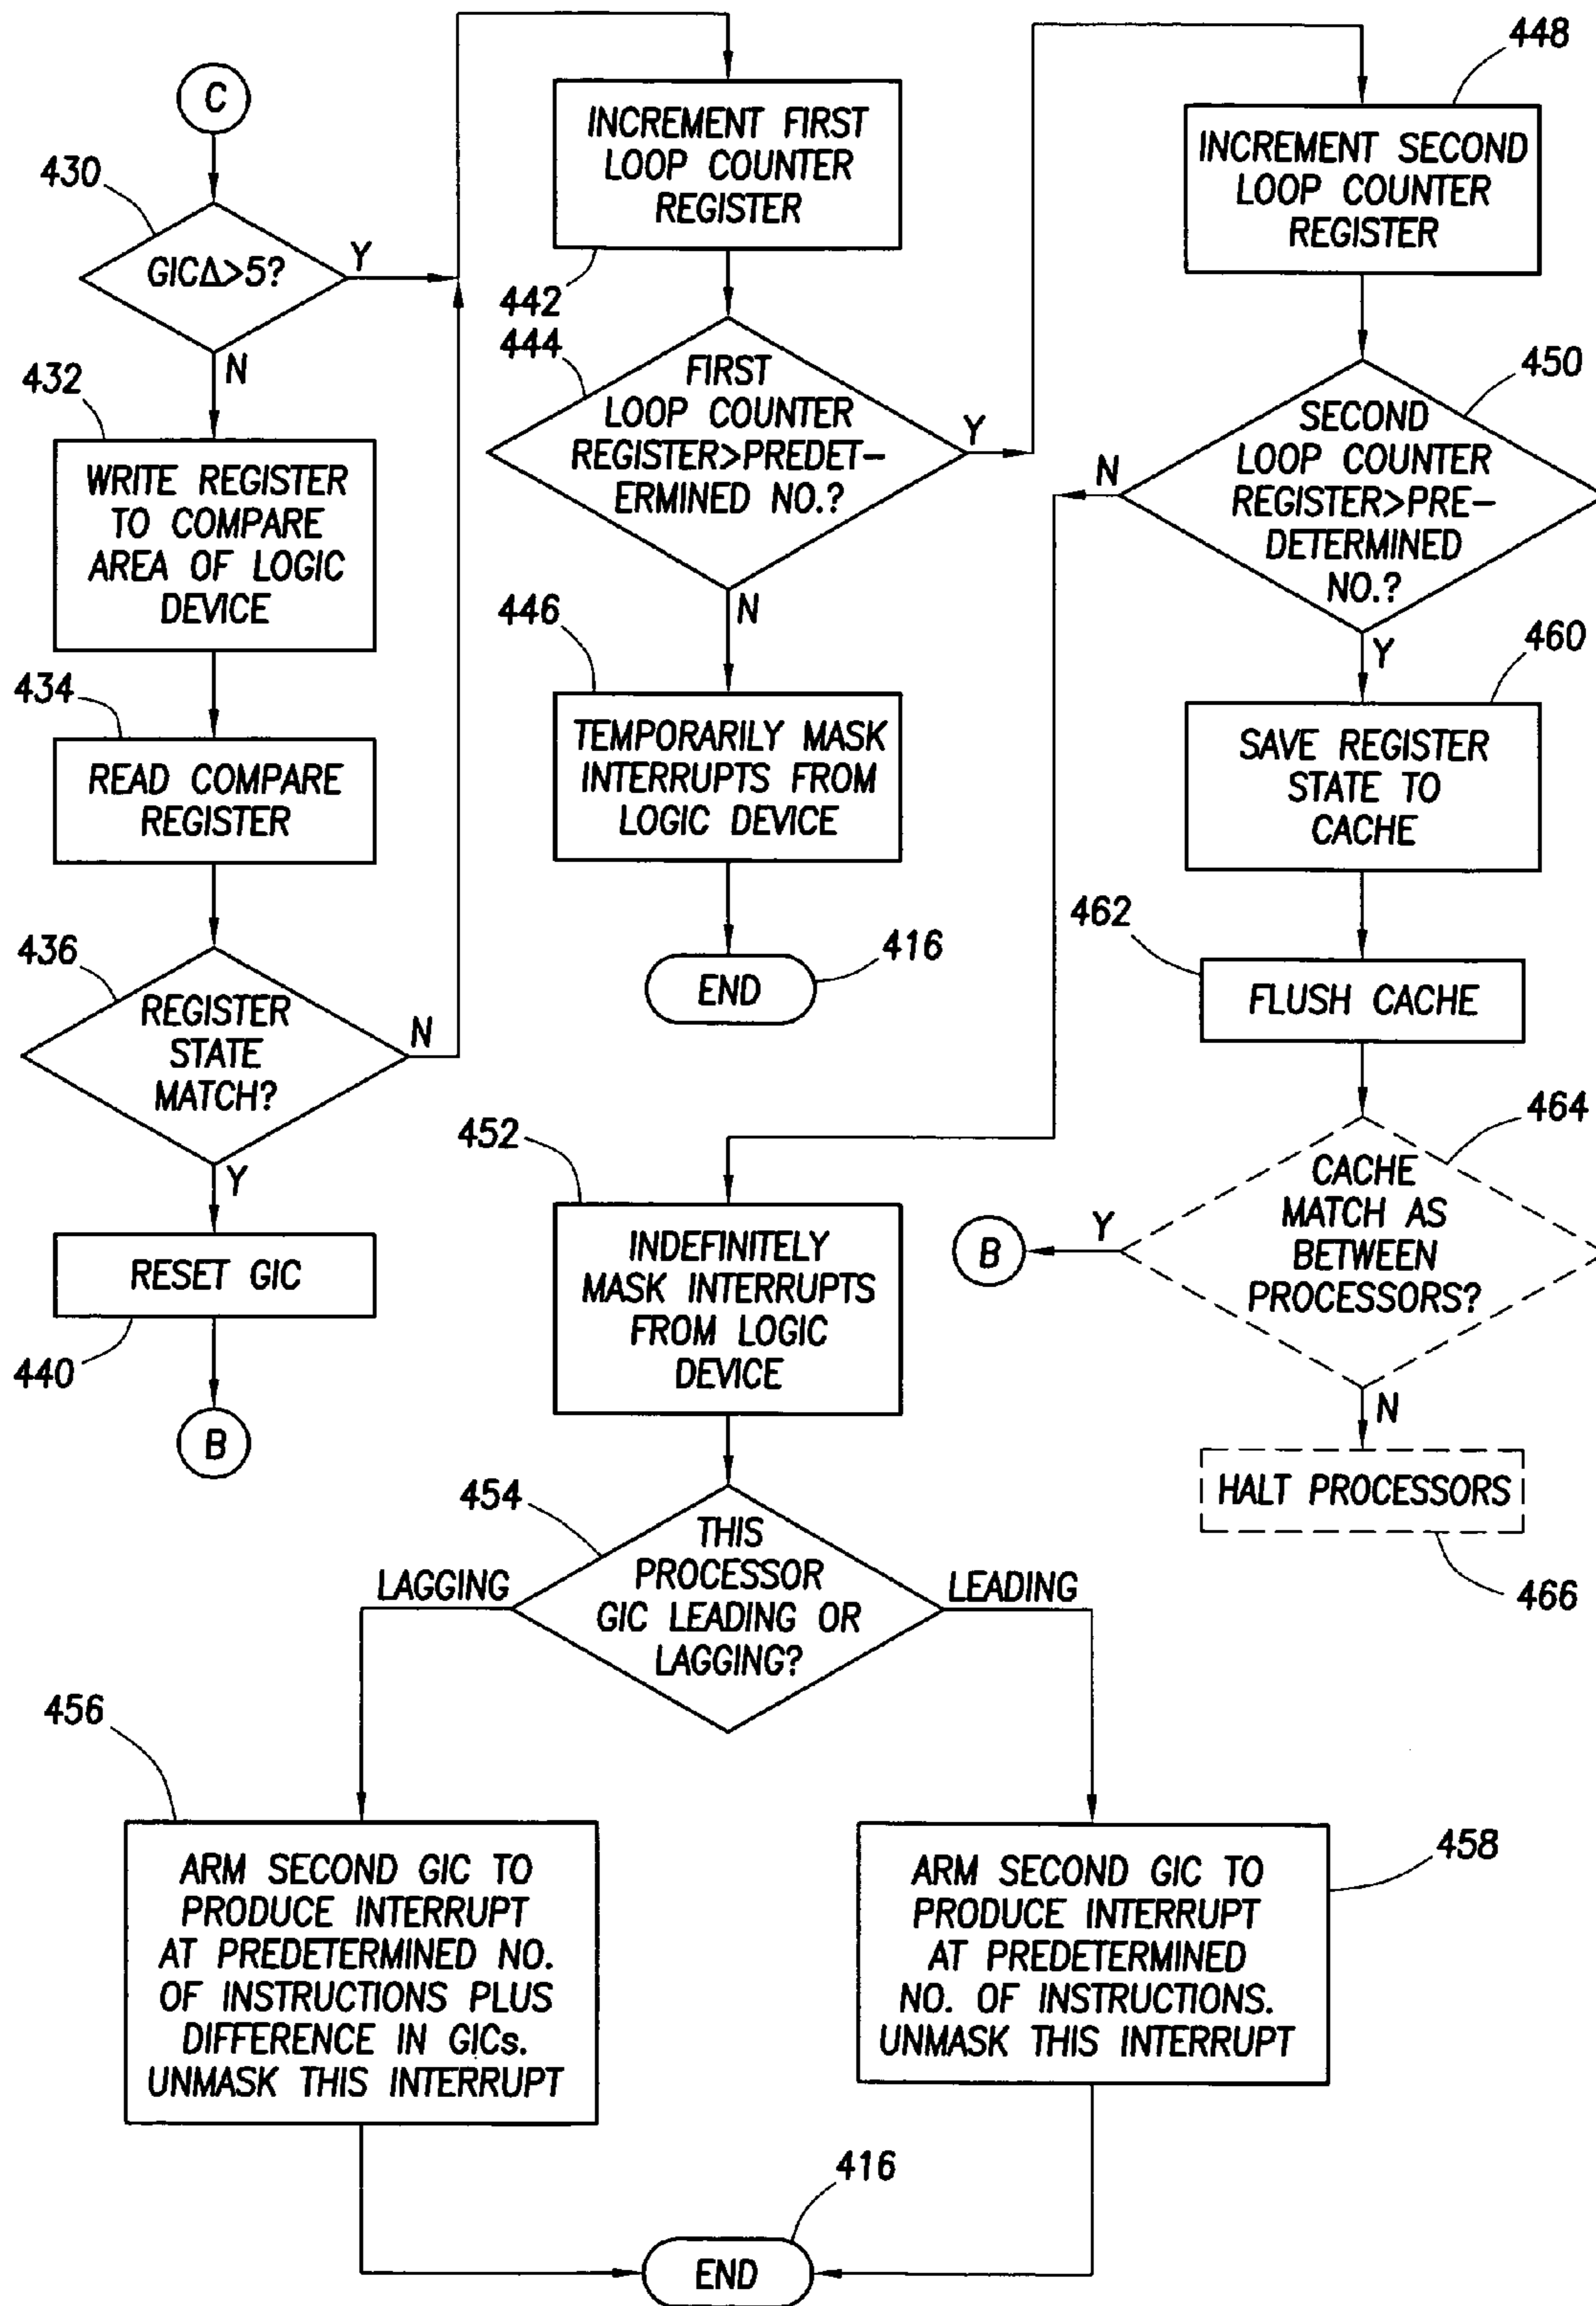 C
430
GIC∆>5?
Y
N
432
WRITE REGISTER
TO COMPARE
AREA OF LOGIC
DEVICE
434
READ COMPARE
REGISTER
436
REGISTER
STATE
MATCH?
N
Y
RESET GIC
440
B
INCREMENT FIRST
LOOP COUNTER
REGISTER
442
444
FIRST
LOOP COUNTER
REGISTER>PREDET-
ERMINED NO.?
Y
N
446
TEMPORARILY MASK
INTERRUPTS FROM
LOGIC DEVICE
416
END
448
INCREMENT SECOND
LOOP COUNTER
REGISTER
450
SECOND
LOOP COUNTER
REGISTER>PRE-
DETERMINED
NO.?
N
Y
460
SAVE REGISTER
STATE TO
CACHE
462
FLUSH CACHE
464
CACHE
MATCH AS
BETWEEN
PROCESSORS?
Y
B
N
HALT PROCESSORS
466
452
INDEFINITELY
MASK INTERRUPTS
FROM LOGIC
DEVICE
454
THIS
PROCESSOR
GIC LEADING OR
LAGGING?
LAGGING
LEADING
456
ARM SECOND GIC TO
PRODUCE INTERRUPT
AT PREDETERMINED NO.
OF INSTRUCTIONS PLUS
DIFFERENCE IN GICs.
UNMASK THIS INTERRUPT
458
ARM SECOND GIC TO
PRODUCE INTERRUPT
AT PREDETERMINED
NO. OF INSTRUCTIONS.
UNMASK THIS INTERRUPT
416
END